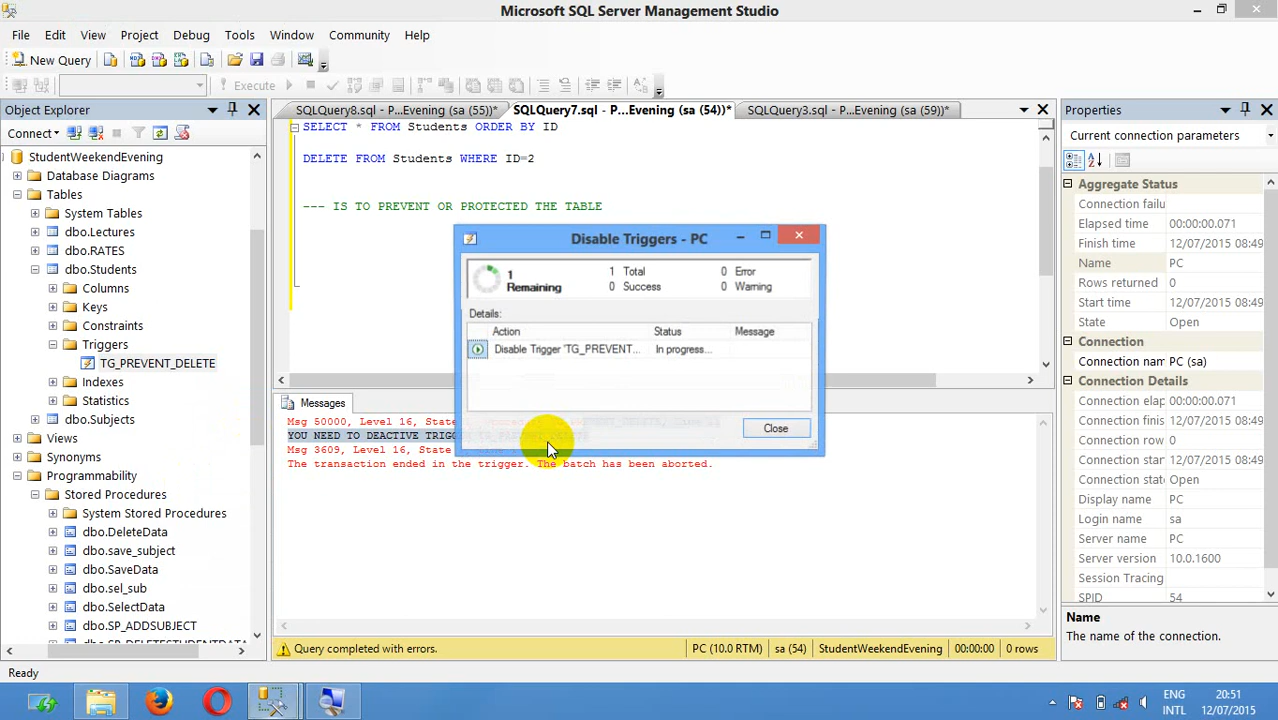 Microsoft SQL Server Management Studio
File Edit View Project Debug Tools Window Community Help
New Query
Execute
Object Explorer
Connect
StudentWeekendEvening
Database Diagrams
Tables
System Tables
dbo.Lectures
dbo.RATES
dbo.Students
Columns
Keys
Constraints
Triggers
TG_PREVENT_DELETE
Indexes
Statistics
dbo.Subjects
Views
Synonyms
Programmability
Stored Procedures
System Stored Procedures
dbo.DeleteData
dbo.save_subject
dbo.SaveData
dbo.sel_sub
dbo.SelectData
dbo.SP_ADDSUBJECT
dbo.SP_DELETESTUDENTDATA
SQLQuery8.sql - P...Evening (sa (55))*
SQLQuery7.sql - P...Evening (sa (54))*
SQLQuery3.sql - P...Evening (sa (59))*
SELECT * FROM Students ORDER BY ID
DELETE FROM Students WHERE ID=2
--- IS TO PREVENT OR PROTECTED THE TABLE
Disable Triggers - PC
1 Remaining
1 Total
0 Error
0 Success
0 Warning
Details:
Action Status Message
Disable Trigger 'TG_PREVENT... In progress...
Close
Messages
Msg 50000, Level 16, State
YOU NEED TO DEACTIVE TRIGG
Msg 3609, Level 16, State
The transaction ended in the trigger. The batch has been aborted.
Query completed with errors.
PC (10.0 RTM)
sa (54)
StudentWeekendEvening
00:00:00
0 rows
Properties
Current connection parameters
Aggregate Status
Connection failu
Elapsed time 00:00:00.071
Finish time 12/07/2015 08:49
Name PC
Rows returned 0
Start time 12/07/2015 08:49
State Open
Connection
Connection nam PC (sa)
Connection Details
Connection elap 00:00:00.071
Connection finis 12/07/2015 08:49
Connection row 0
Connection star 12/07/2015 08:49
Connection stat Open
Display name PC
Login name sa
Server name PC
Server version 10.0.1600
Session Tracing
SPID 54
Name
The name of the connection.
Ready
ENG
INTL
20:51
12/07/2015